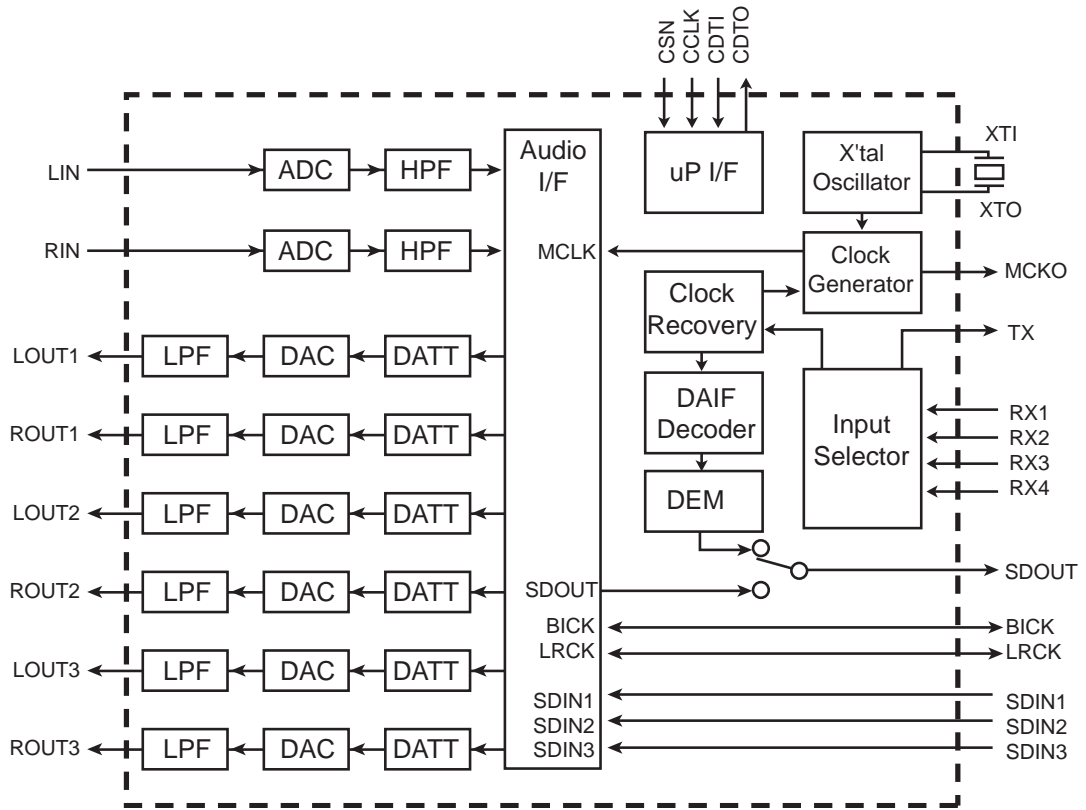 CSN
CCLK
CDTI
CDTO
LIN
ADC
HPF
Audio
I/F
uP I/F
X'tal
Oscillator
XTI
XTO
RIN
ADC
HPF
MCLK
Clock
Generator
MCKO
Clock
Recovery
TX
LOUT1
LPF
DAC
DATT
DAIF
Decoder
Input
Selector
RX1
RX2
RX3
RX4
ROUT1
LPF
DAC
DATT
LOUT2
LPF
DAC
DATT
DEM
ROUT2
LPF
DAC
DATT
SDOUT
SDOUT
BICK
BICK
LRCK
LRCK
LOUT3
LPF
DAC
DATT
SDIN1
SDIN1
SDIN2
SDIN2
SDIN3
SDIN3
ROUT3
LPF
DAC
DATT